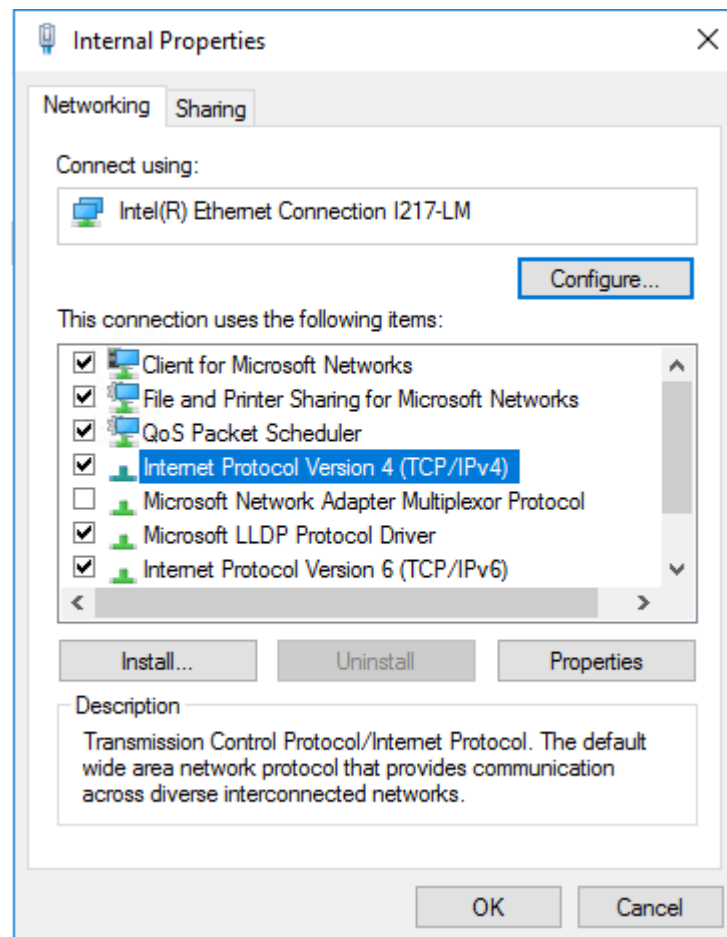 Internal Properties
Networking
Sharing
Connect using:
Intel(R) Ethernet Connection I217-LM
Configure...
This connection uses the following items:
Client for Microsoft Networks
File and Printer Sharing for Microsoft Networks
QoS Packet Scheduler
Internet Protocol Version 4 (TCP/IPv4)
Microsoft Network Adapter Multiplexor Protocol
Microsoft LLDP Protocol Driver
Internet Protocol Version 6 (TCP/IPv6)
Install...
Uninstall
Properties
Description
Transmission Control Protocol/Internet Protocol. The default
wide area network protocol that provides communication
across diverse interconnected networks.
OK
Cancel